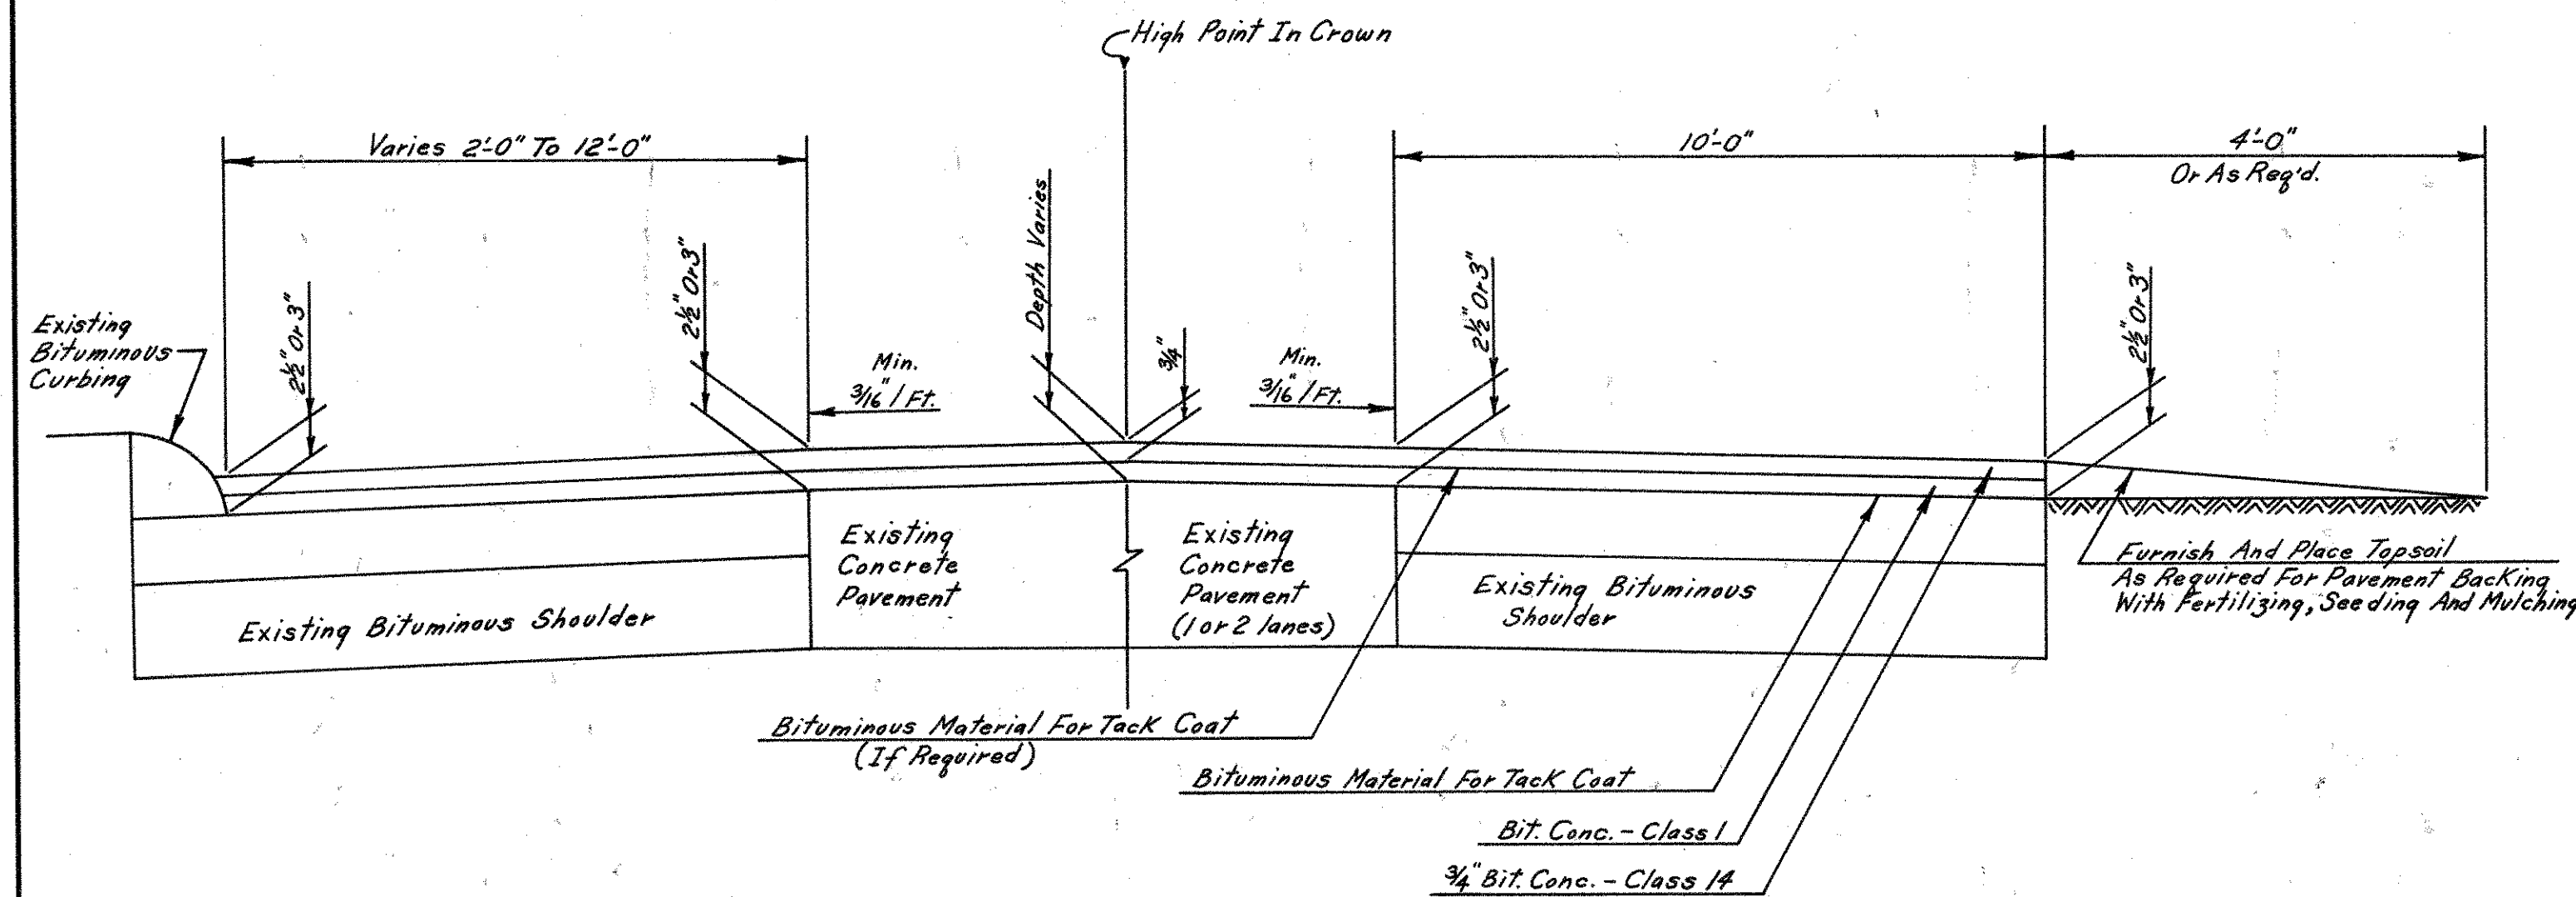 High Point In Crown
Varies 2'-0" To 12'-0"
10'-0"
4'-0"
Or As Req'd.
Existing
Bituminous
Curbing
2½" Or 3"
2½" Or 3"
Min.
3/16" / Ft.
Depth Varies
3/4"
Min.
3/16" / Ft.
2½" Or 3"
2½" Or 3"
Existing
Concrete
Pavement
Existing
Concrete
Pavement
(1 or 2 lanes)
Existing Bituminous Shoulder
Existing Bituminous
Shoulder
Furnish And Place Topsoil
As Required For Pavement Backing
With Fertilizing, Seeding And Mulching
Bituminous Material For Tack Coat
(If Required)
Bituminous Material For Tack Coat
Bit. Conc. - Class 1
3/4" Bit. Conc. - Class 14